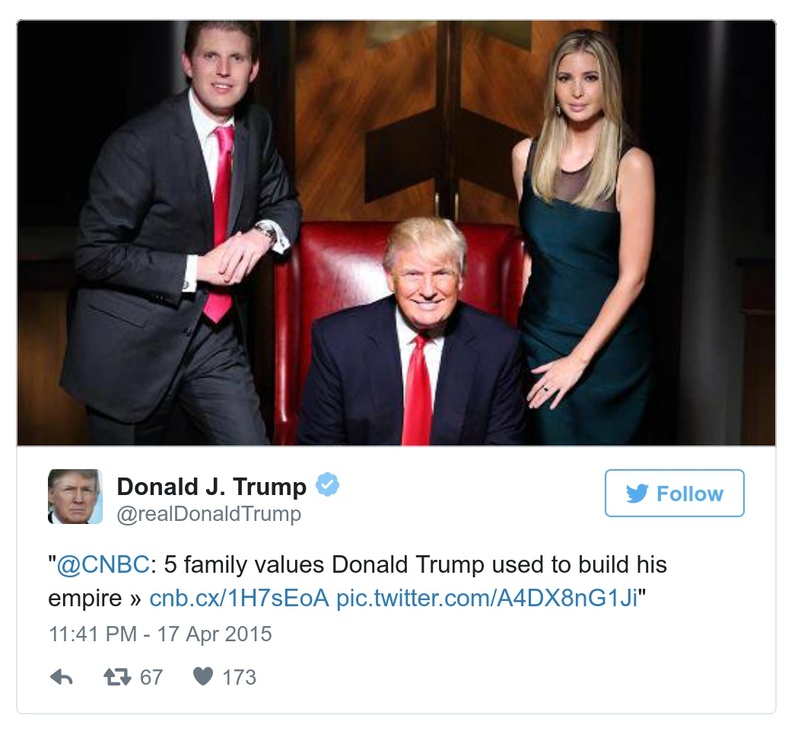 Donald J. Trump
@realDonaldTrump
Follow
"@CNBC: 5 family values Donald Trump used to build his
empire » cnb.cx/1H7sEoA pic.twitter.com/A4DX8nG1Ji"
11:41 PM - 17 Apr 2015
67 173